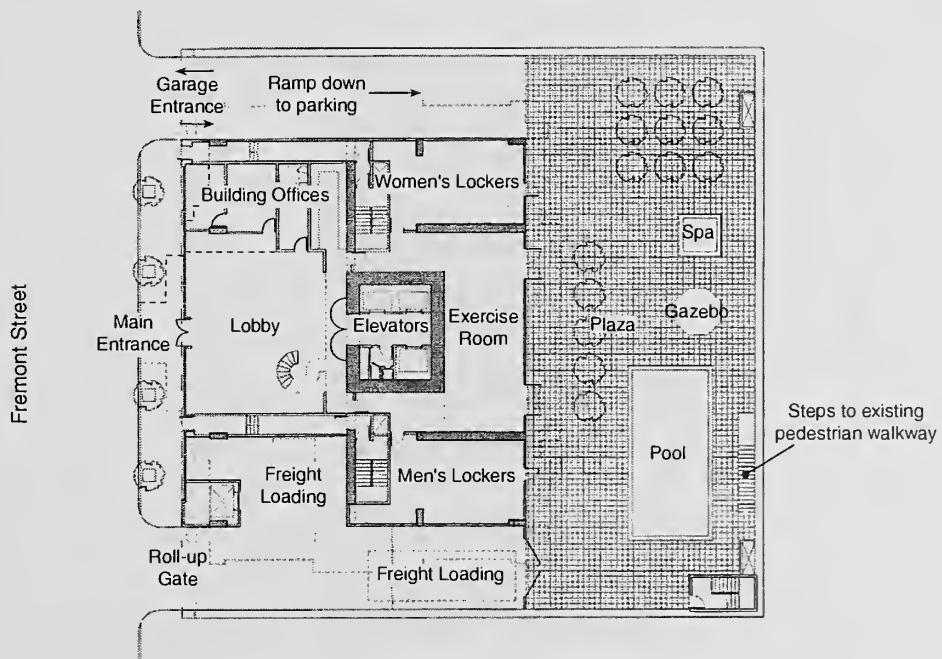 Garage
Entrance
Ramp down
to parking
Women's Lockers
Building Offices
Spa
Fremont Street
Main
Entrance
Lobby
Elevators
Exercise
Room
Plaza
Gazebo
Steps to existing
pedestrian walkway
Pool
Freight
Loading
Men's Lockers
Roll-up
Gate
Freight Loading